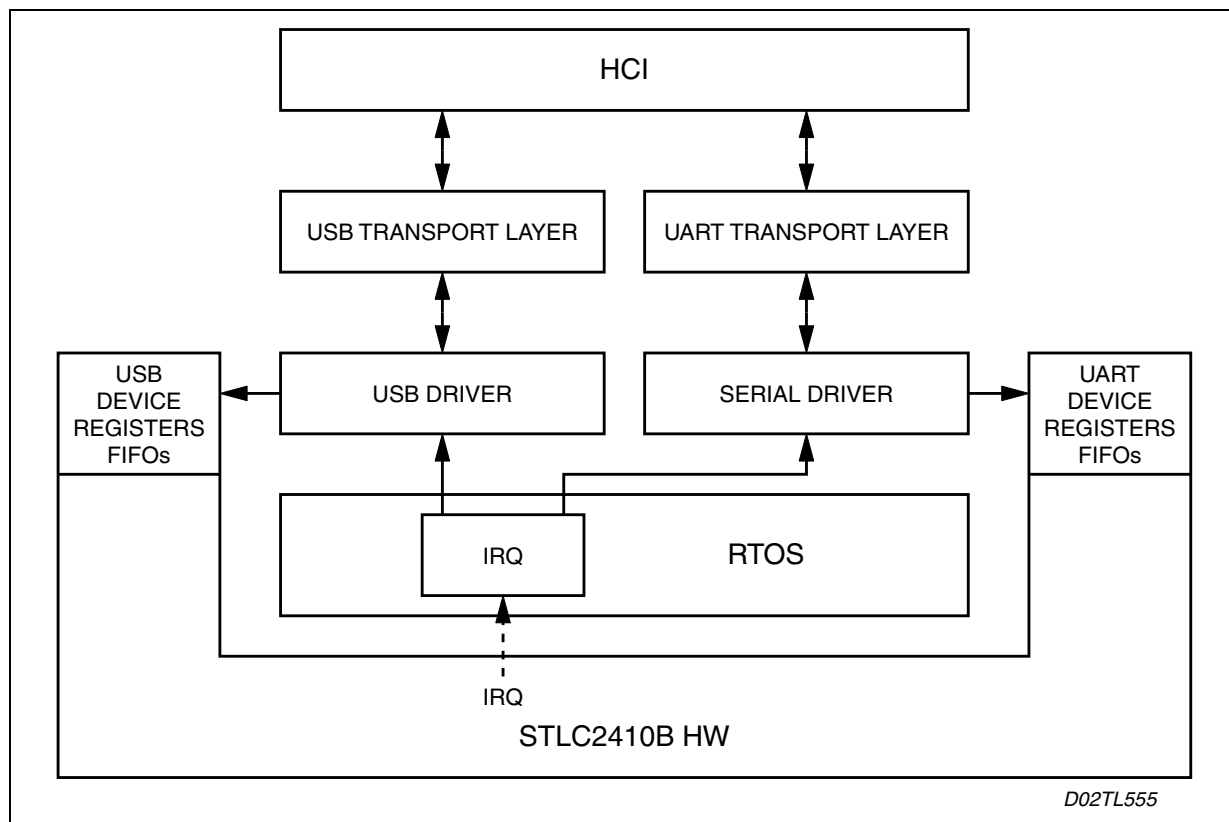 HCI
USB TRANSPORT LAYER
UART TRANSPORT LAYER
USB
DEVICE
REGISTERS
FIFOs
USB DRIVER
SERIAL DRIVER
UART
DEVICE
REGISTERS
FIFOs
IRQ
RTOS
IRQ
STLC2410B HW
D02TL555